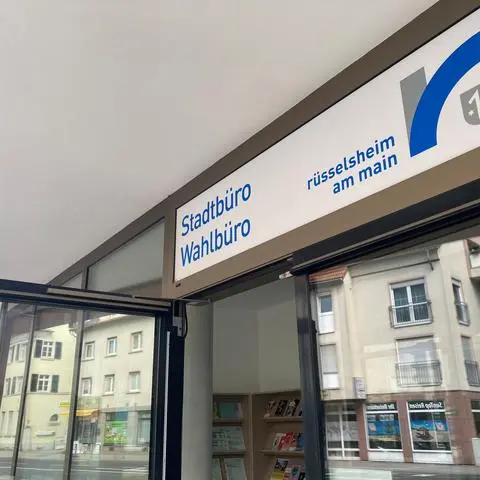 Stadtbüro
Wahlbüro
rüsselsheim
am main